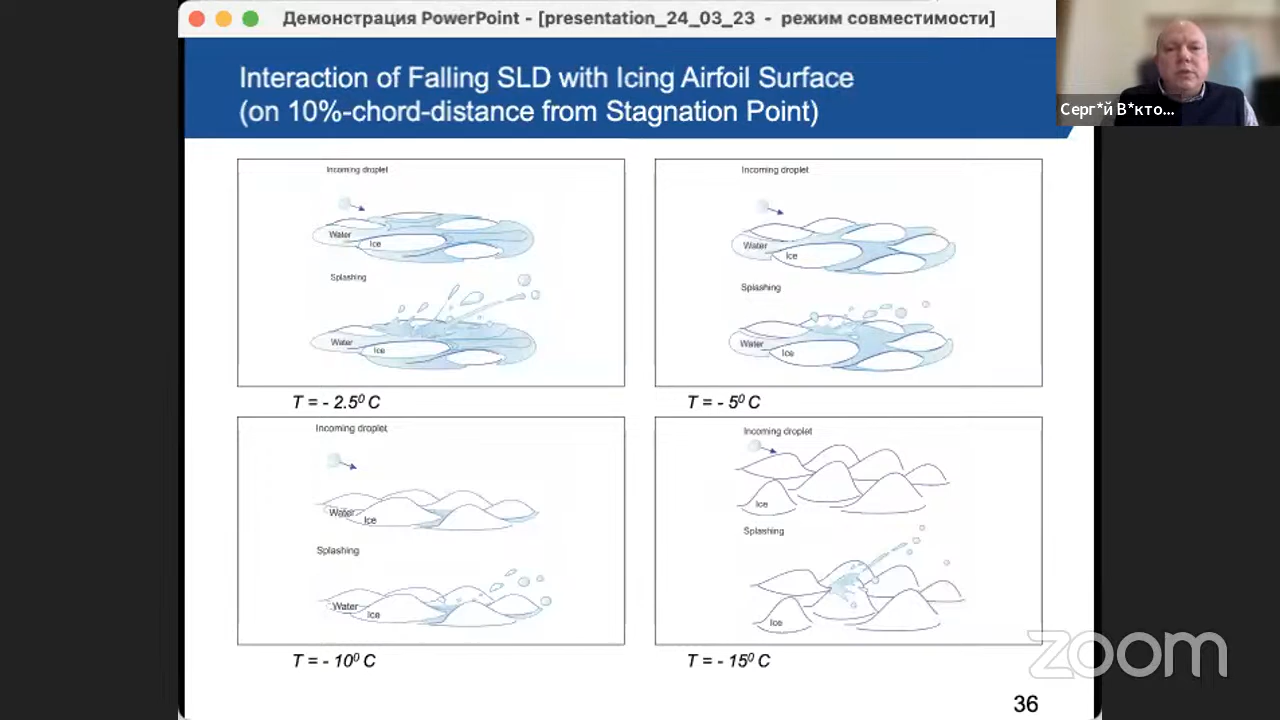 Демонстрация PowerPoint - [presentation_24_03_23 - режим совместимости]
Серг*й В*кто...
Interaction of Falling SLD with Icing Airfoil Surface
(on 10%-chord-distance from Stagnation Point)
Incoming droplet
Water
Ice
Splashing
Water
Ice
T = - 2.5⁰ C
Incoming droplet
Water
Ice
Splashing
Water
Ice
T = - 5⁰ C
Incoming droplet
Water
Ice
Splashing
Water
Ice
T = - 10⁰ C
Incoming droplet
Ice
Splashing
Ice
T = - 15⁰ C
zoom
36